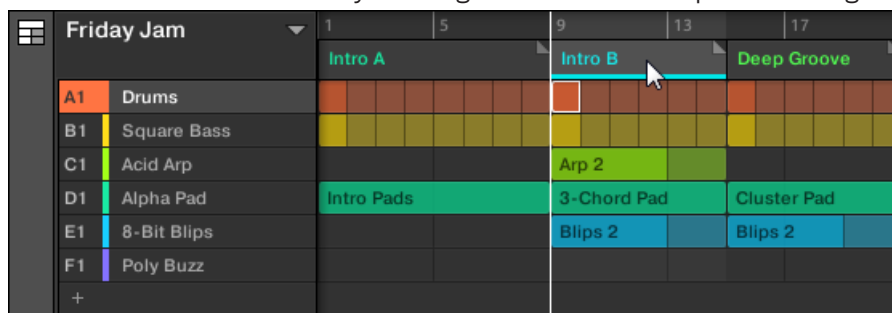 Friday Jam 1 5 9 13 17
Intro A Intro B Deep Groove
A1 Drums
B1 Square Bass
C1 Acid Arp Arp 2
D1 Alpha Pad Intro Pads 3-Chord Pad Cluster Pad
E1 8-Bit Blips Blips 2 Blips 2
F1 Poly Buzz
+